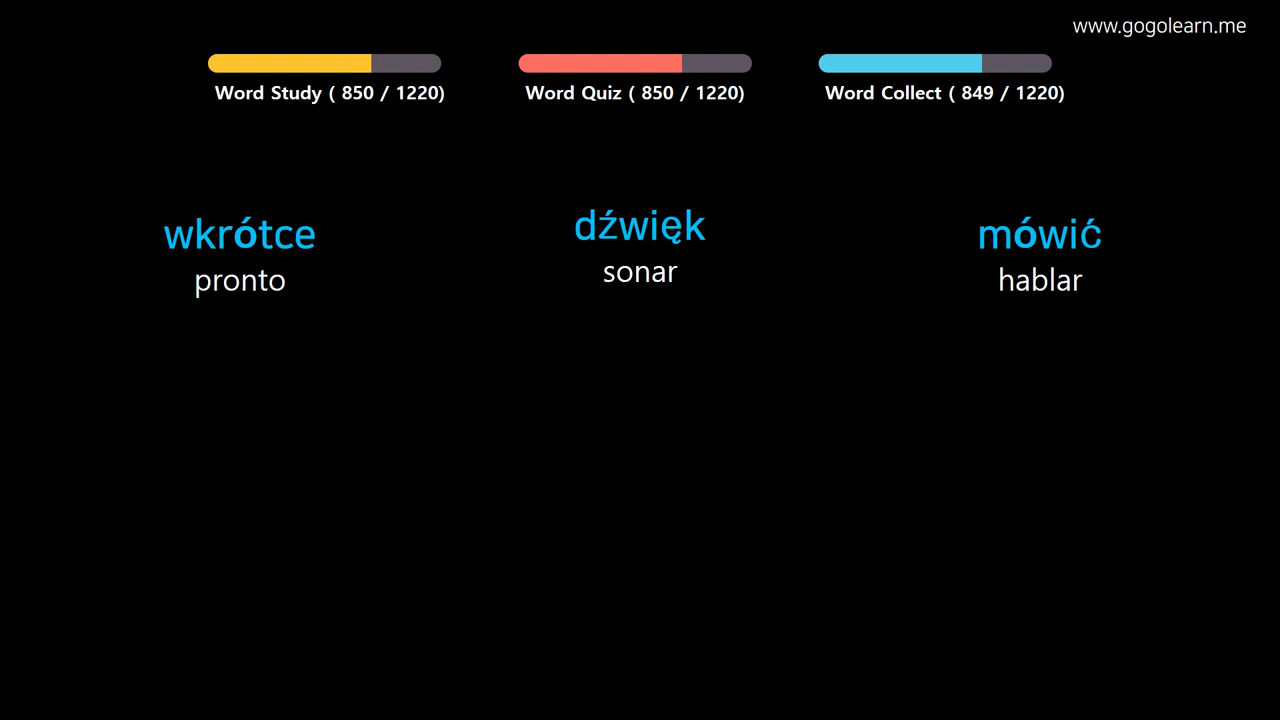 www.gogolearn.me
Word Study ( 850 / 1220)
Word Quiz ( 850 / 1220)
Word Collect ( 849 / 1220)
wkrótce
pronto
dźwięk
sonar
mówić
hablar